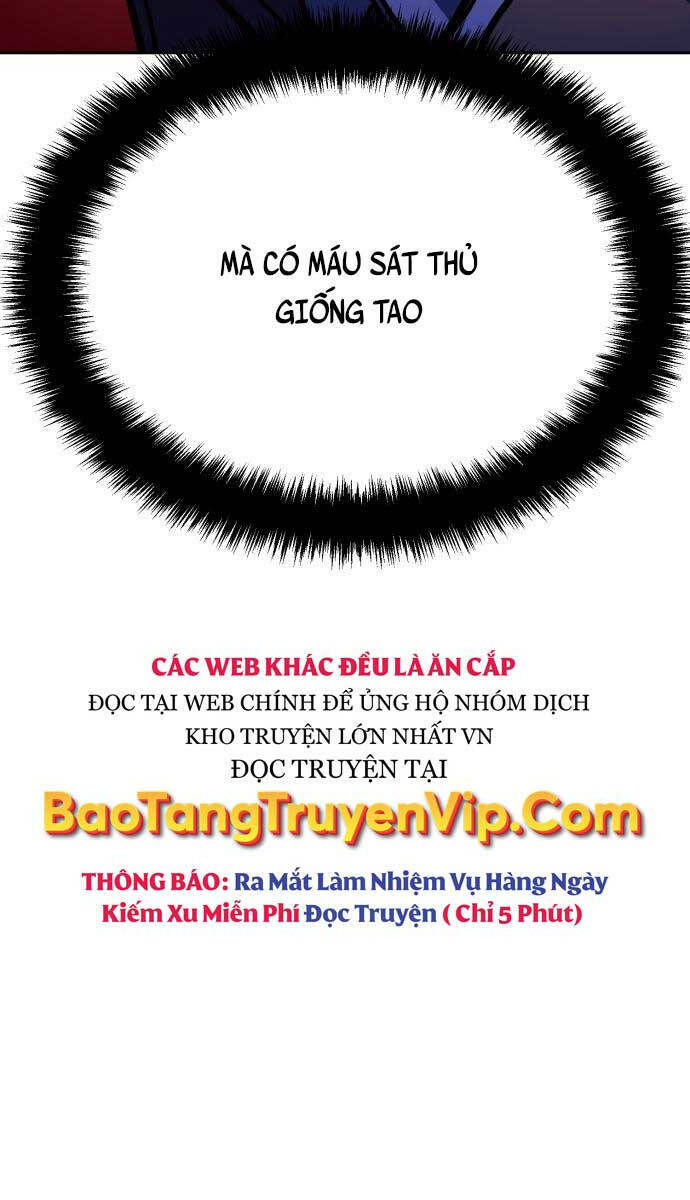 MÀ CÓ MÁU SÁT THỦ
GIỐNG TAO
CÁC WEB KHÁC ĐỀU LÀ ĂN CẮP
ĐỌC TẠI WEB CHÍNH ĐỂ ỦNG HỘ NHÓM DỊCH
KHO TRUYỆN LỚN NHẤT VN
ĐỌC TRUYỆN TẠI
BaoTangTruyenVip.Com
THÔNG BÁO: Ra Mắt Làm Nhiệm Vụ Hàng Ngày
Kiếm Xu Miễn Phí Đọc Truyện ( Chỉ 5 Phút)